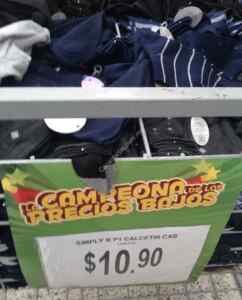 LA CAMPEONA DE LOS
PRECIOS BAJOS
SIMPLY B P1 CALCETIN CAB
$10.90